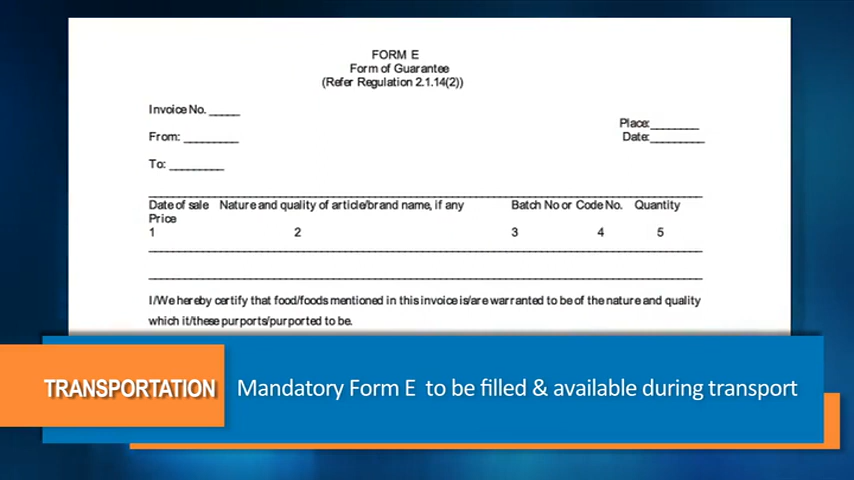 FORM E
Form of Guarantee
(Refer Regulation 2.1.14(2))
Invoice No. _____
Place:_______
From: ________
Date:________
To: ________
Date of sale Nature and quality of article/brand name, if any Batch No or Code No. Quantity
Price
1 2 3 4 5
I/We hereby certify that food/foods mentioned in this invoice is/are warranted to be of the nature and quality
which it/these purports/purported to be.
TRANSPORTATION Mandatory Form E to be filled & available during transport